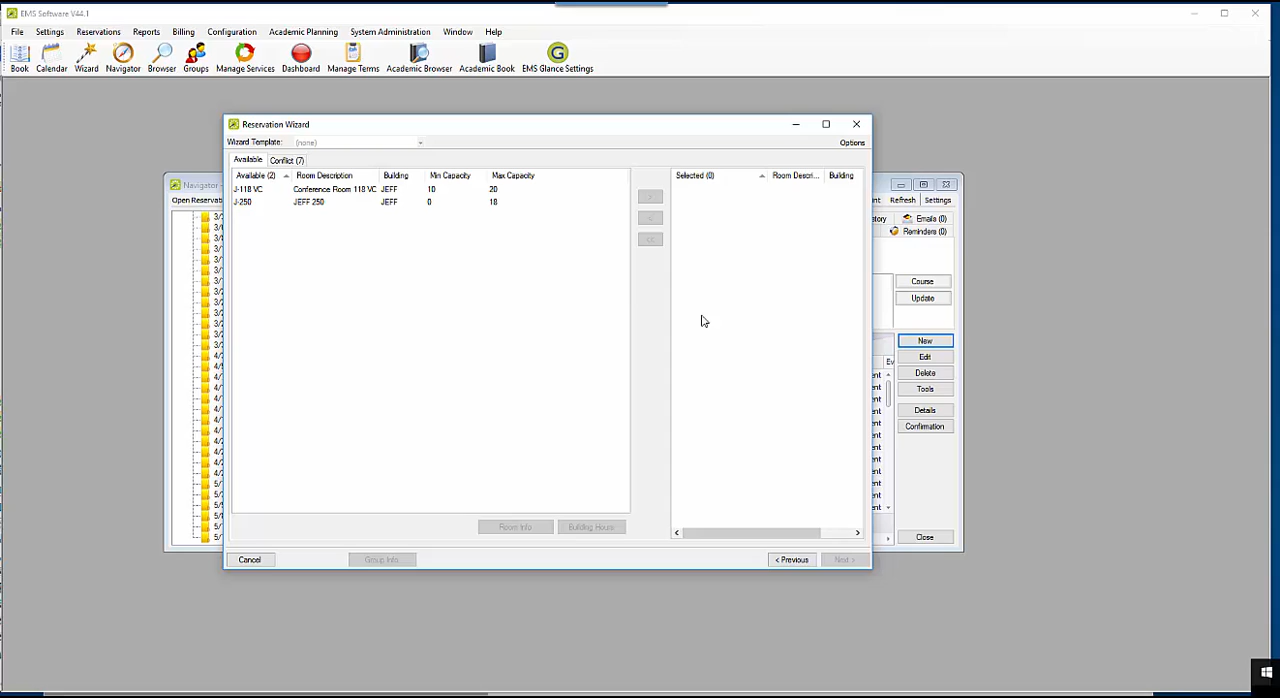 EMS Software V44.1
File Settings Reservations Reports Billing Configuration Academic Planning System Administration Window Help
Book Calendar Wizard Navigator Browser Groups Manage Services Dashboard Manage Terms Academic Browser Academic Book EMS Glance Settings
Reservation Wizard
Wizard Template: (none) Options
Available Conflict (7)
Available (2) Room Description Building Min Capacity Max Capacity
J-118 VC Conference Room 118 VC JEFF 10 20
J-250 JEFF 250 JEFF 0 18
> < <<
Selected (0) Room Descri... Building
Room Info Building Hours
Cancel Group Info < Previous Next >
Navigator -
Open Reservat
Refresh Settings
Emails (0)
Reminders (0)
Course
Update
New
Edit
Delete
Tools
Details
Confirmation
Close